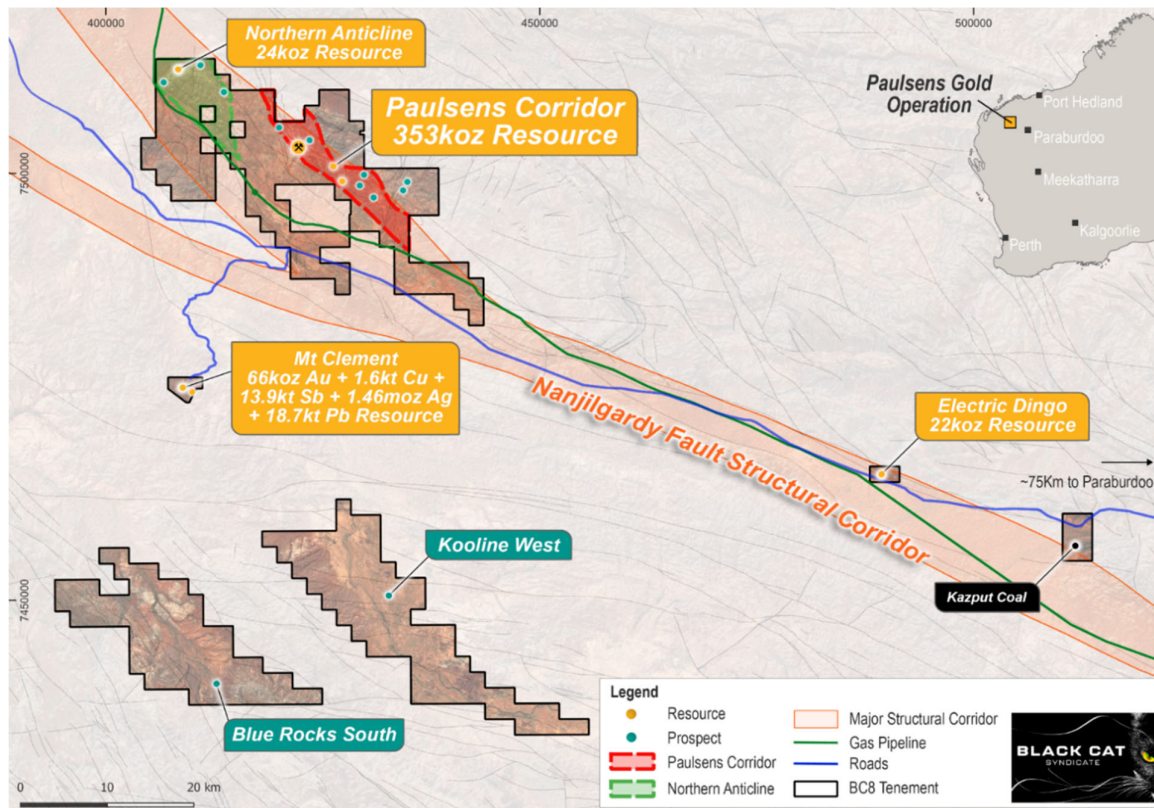 400000
450000
500000
Northern Anticline
24koz Resource
Paulsens Corridor
353koz Resource
Paulsens Gold
Operation
Port Hedland
Paraburdoo
Meekatharra
Kalgoorlie
Perth
7500000
Mt Clement
66koz Au + 1.6kt Cu +
13.9kt Sb + 1.46moz Ag
+ 18.7kt Pb Resource
Nanjilgardy Fault Structural Corridor
Electric Dingo
22koz Resource
~75Km to Paraburdoo
Kooline West
Kazput Coal
7450000
Blue Rocks South
Legend
Resource
Prospect
Paulsens Corridor
Northern Anticline
Major Structural Corridor
Gas Pipeline
Roads
BC8 Tenement
BLACK CAT
SYNDICATE
0
10
20 km